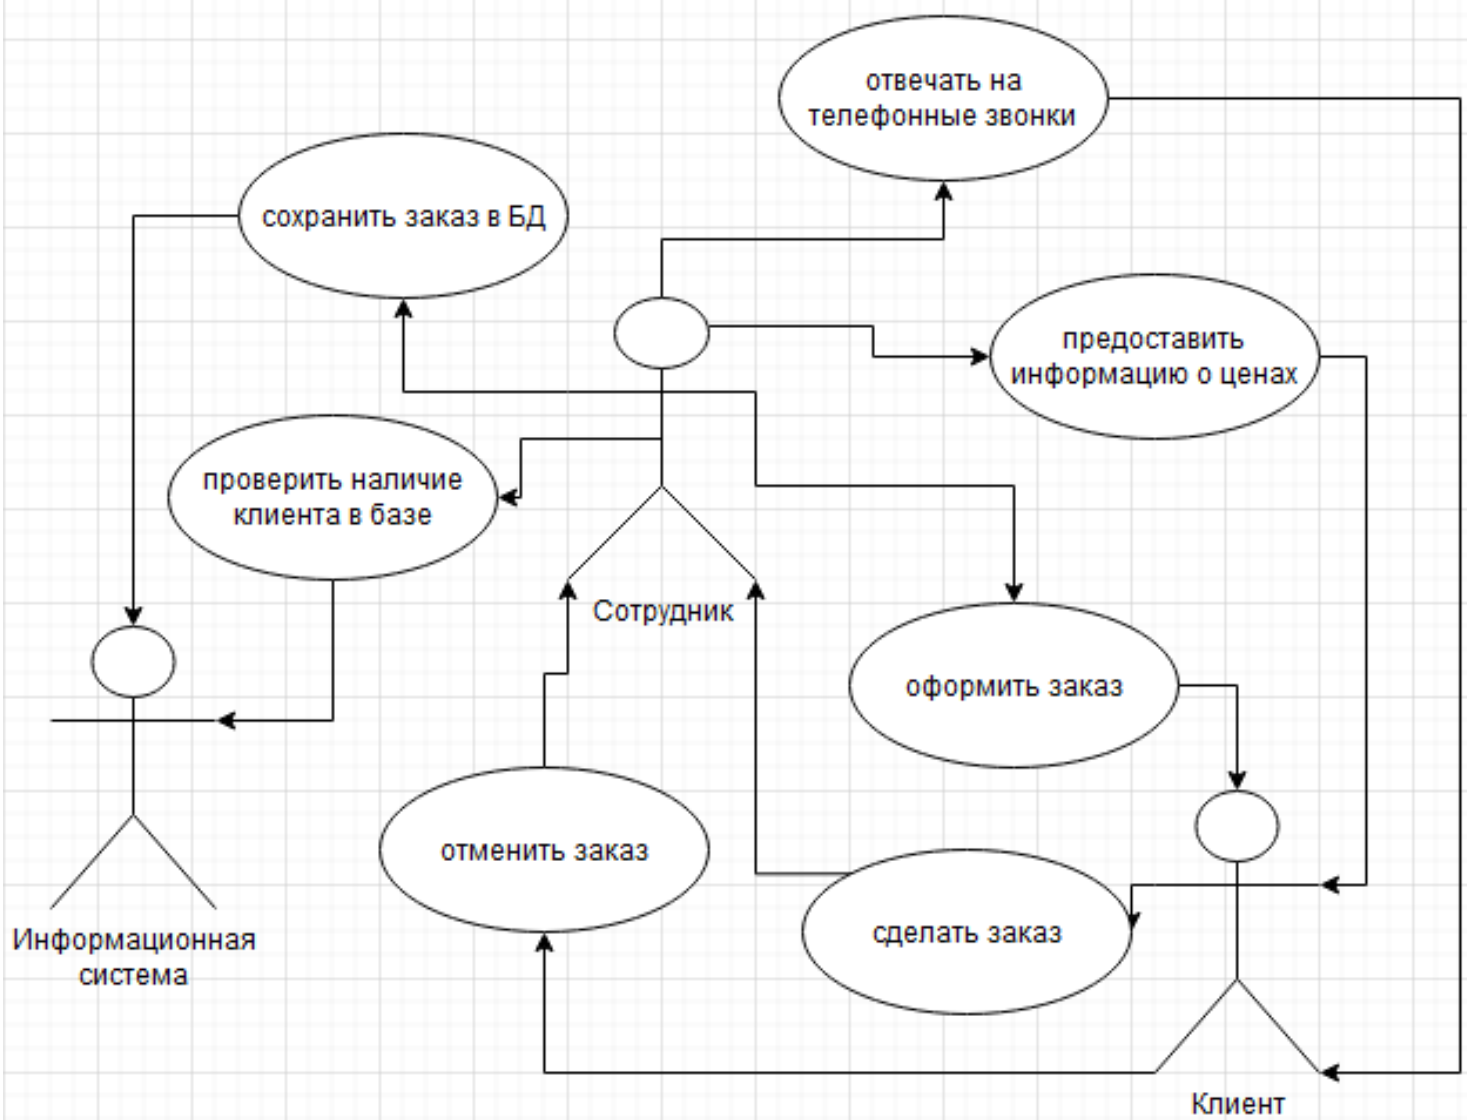 отвечать на
телефонные звонки
сохранить заказ в БД
предоставить
информацию о ценах
проверить наличие
клиента в базе
Сотрудник
оформить заказ
отменить заказ
сделать заказ
Информационная
система
Клиент